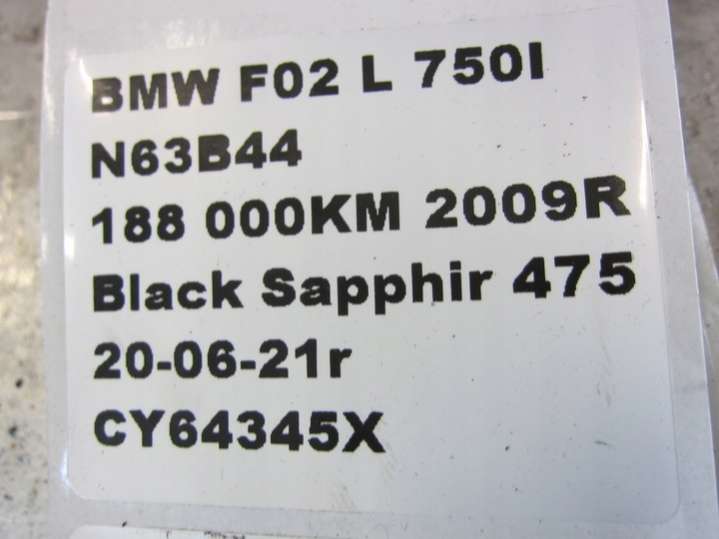 BMW F02 L 750I
N63B44
188 000KM 2009R
Black Sapphir 475
20-06-21r
CY64345X